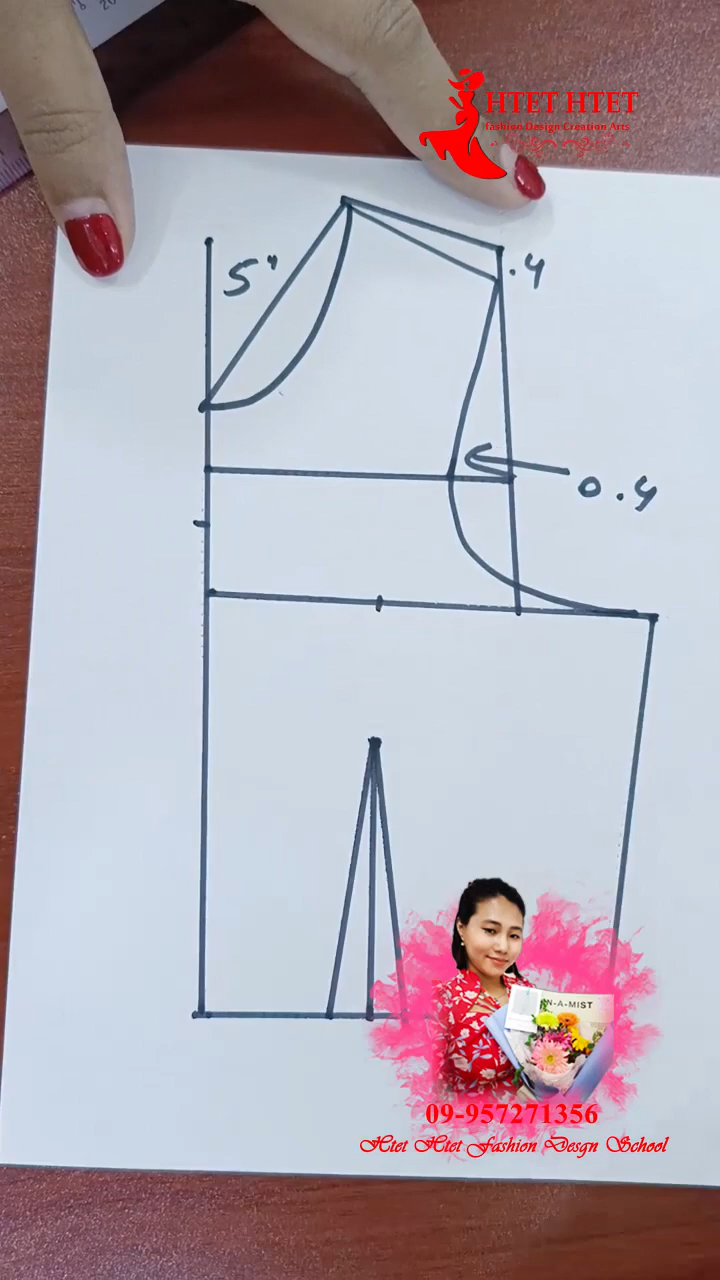 HTET HTET
fashion Design Creation Arts
5"
.4
0.4
N-A-MIST
09-957271356
Htet Htet Fashion Desgn School